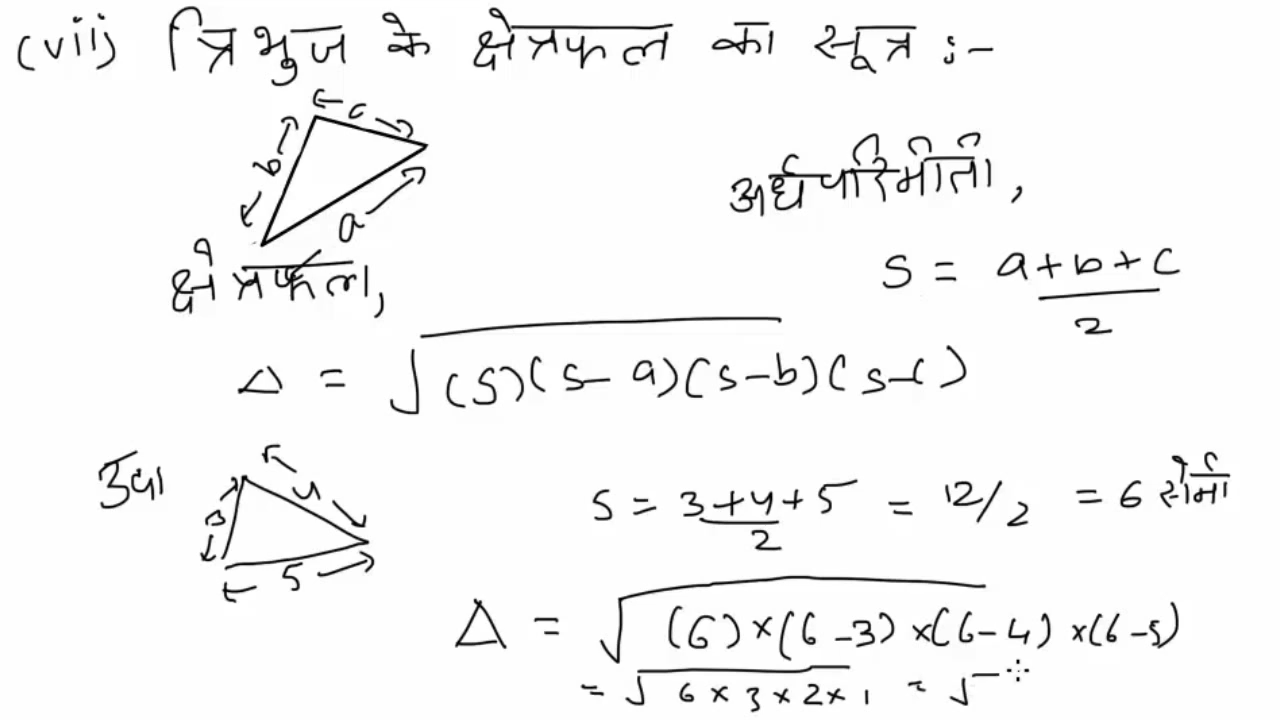 (vii) त्रिभुज के क्षेत्रफल का सूत्र :-
c
b
a
अर्धपरिमीती,
S = a+b+c / 2
क्षेत्रफल,
Δ = √(S)(s-a)(s-b)(s-c)
3
4
5
S = 3+4+5 / 2 = 12/2 = 6 सेमी
Δ = √(6)×(6-3)×(6-4)×(6-5)
= √6×3×2×1 = √